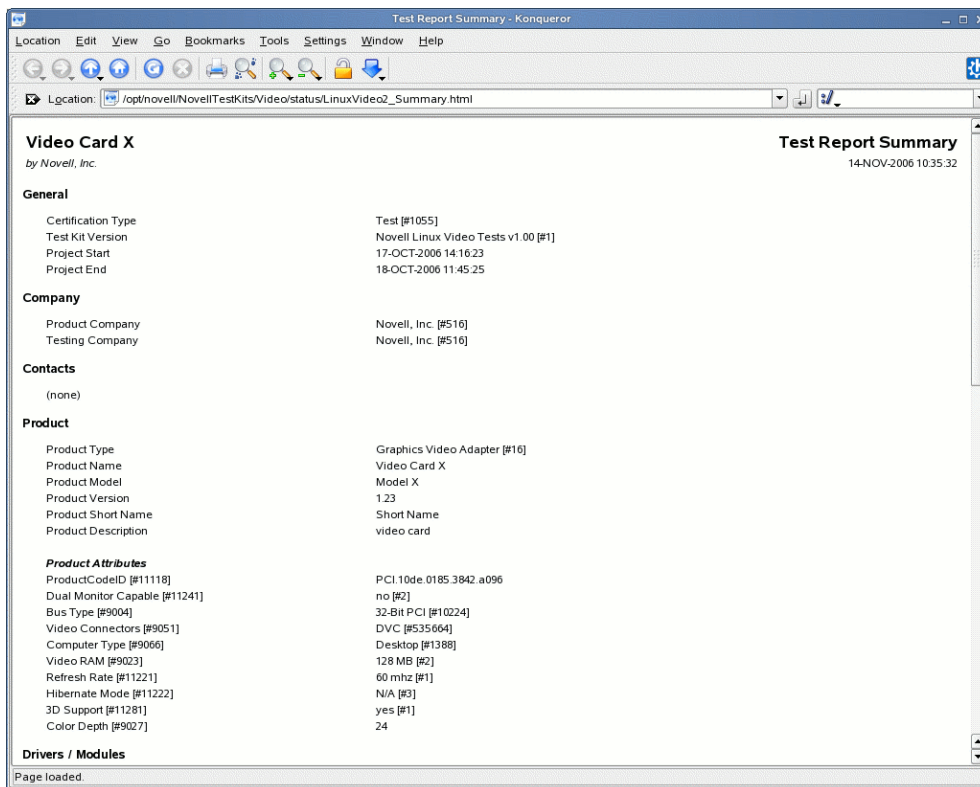 Test Report Summary - Konqueror
Location Edit View Go Bookmarks Tools Settings Window Help
Location: /opt/novell/NovellTestKits/Video/status/LinuxVideo2_Summary.html
Video Card X Test Report Summary
by Novell, Inc. 14-NOV-2006 10:35:32
General
Certification Type Test [#1055]
Test Kit Version Novell Linux Video Tests v1.00 [#1]
Project Start 17-OCT-2006 14:16:23
Project End 18-OCT-2006 11:45:25
Company
Product Company Novell, Inc. [#516]
Testing Company Novell, Inc. [#516]
Contacts
(none)
Product
Product Type Graphics Video Adapter [#16]
Product Name Video Card X
Product Model Model X
Product Version 1.23
Product Short Name Short Name
Product Description video card
Product Attributes
ProductCodeID [#11118] PCI.10de.0185.3842.a096
Dual Monitor Capable [#11241] no [#2]
Bus Type [#9004] 32-Bit PCI [#10224]
Video Connectors [#9051] DVC [#535664]
Computer Type [#9066] Desktop [#1388]
Video RAM [#9023] 128 MB [#2]
Refresh Rate [#11221] 60 mhz [#1]
Hibernate Mode [#11222] N/A [#3]
3D Support [#11281] yes [#1]
Color Depth [#9027] 24
Drivers / Modules
Page loaded.